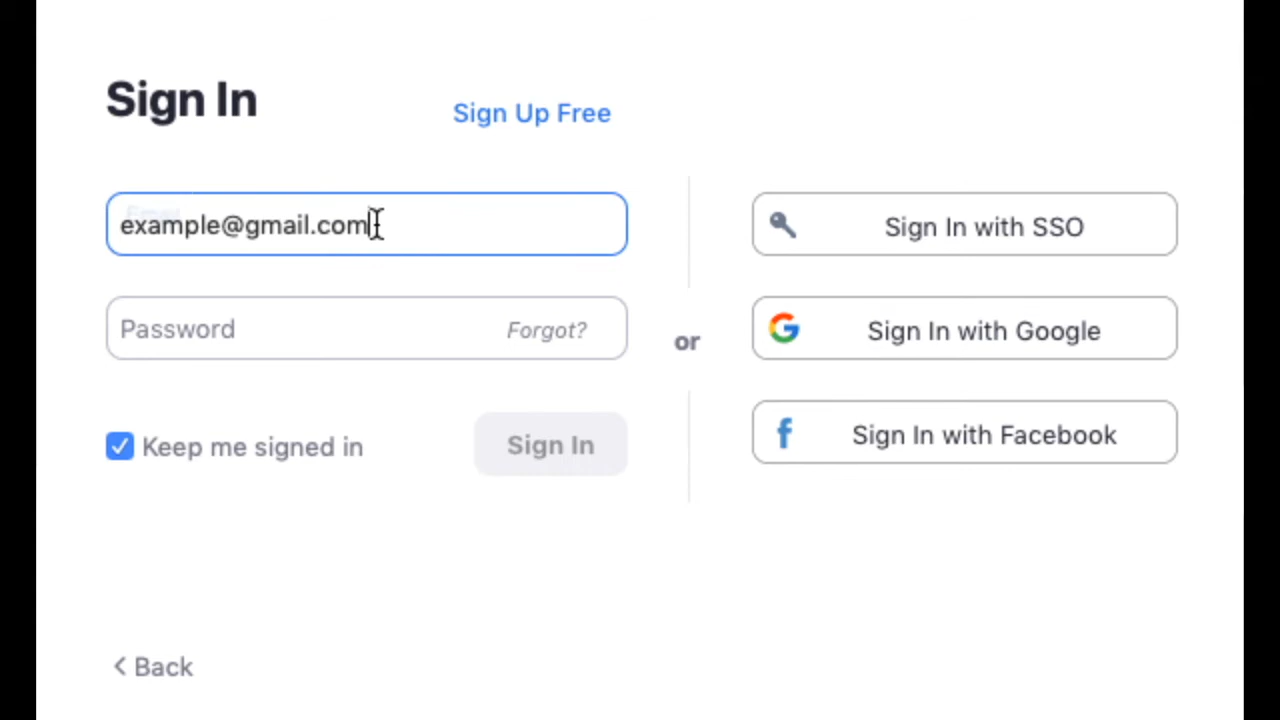 Sign In
Sign Up Free
example@gmail.com
Password
Forgot?
Keep me signed in
Sign In
or
Sign In with SSO
Sign In with Google
Sign In with Facebook
Back